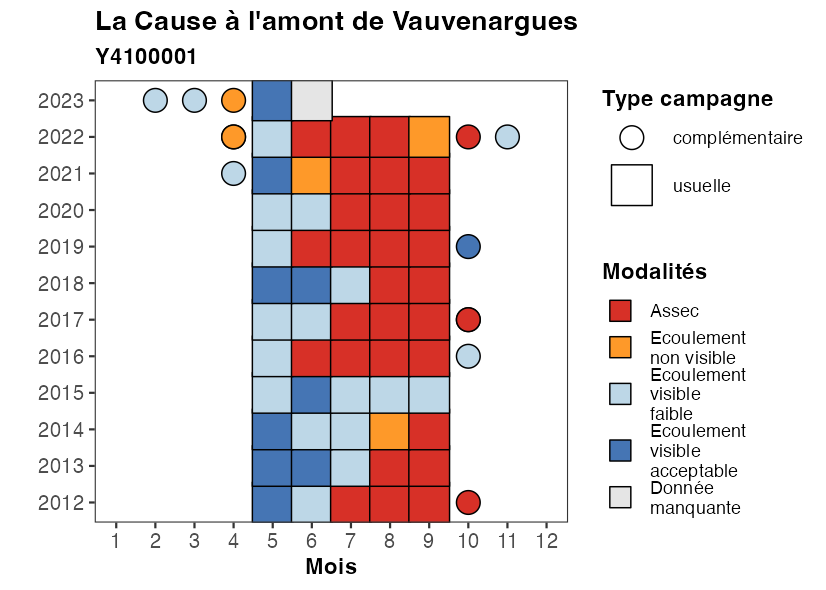 La Cause à l'amont de Vauvenargues
Y4100001
2023
2022
2021
2020
2019
2018
2017
2016
2015
2014
2013
2012
1 2 3 4 5 6 7 8 9 10 11 12
Mois
Type campagne
complémentaire
usuelle
Modalités
Assec
Ecoulement
non visible
Ecoulement
visible
faible
Ecoulement
visible
acceptable
Donnée
manquante